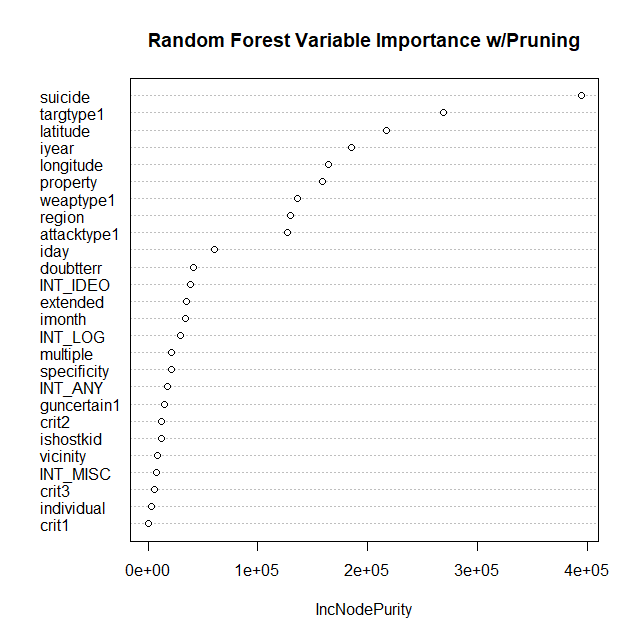 Random Forest Variable Importance w/Pruning
suicide
targtype1
latitude
iyear
longitude
property
weaptype1
region
attacktype1
iday
doubtterr
INT_IDEO
extended
imonth
INT_LOG
multiple
specificity
INT_ANY
guncertain1
crit2
ishostkid
vicinity
INT_MISC
crit3
individual
crit1
0e+00 1e+05 2e+05 3e+05 4e+05
IncNodePurity